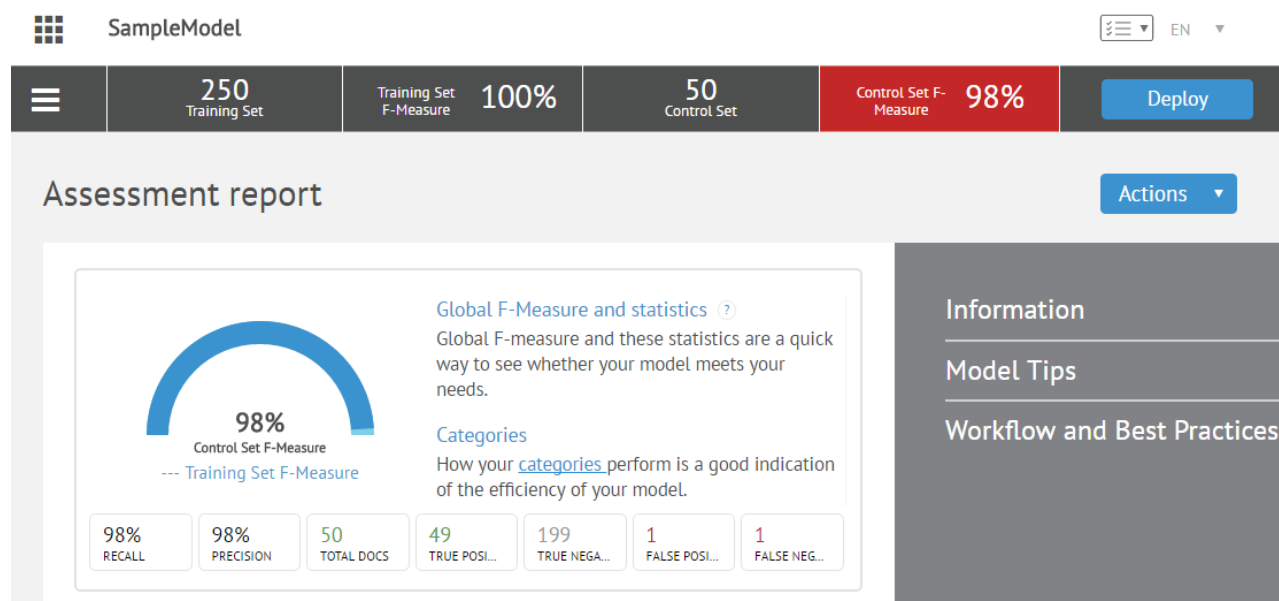 SampleModel
EN
250
Training Set
Training Set
F-Measure
100%
50
Control Set
Control Set F-
Measure
98%
Deploy
Assessment report
Actions
98%
Control Set F-Measure
--- Training Set F-Measure
Global F-Measure and statistics ?
Global F-measure and these statistics are a quick
way to see whether your model meets your
needs.
Categories
How your categories perform is a good indication
of the efficiency of your model.
98%
RECALL
98%
PRECISION
50
TOTAL DOCS
49
TRUE POSI...
199
TRUE NEGA...
1
FALSE POSI...
1
FALSE NEG...
Information
Model Tips
Workflow and Best Practices